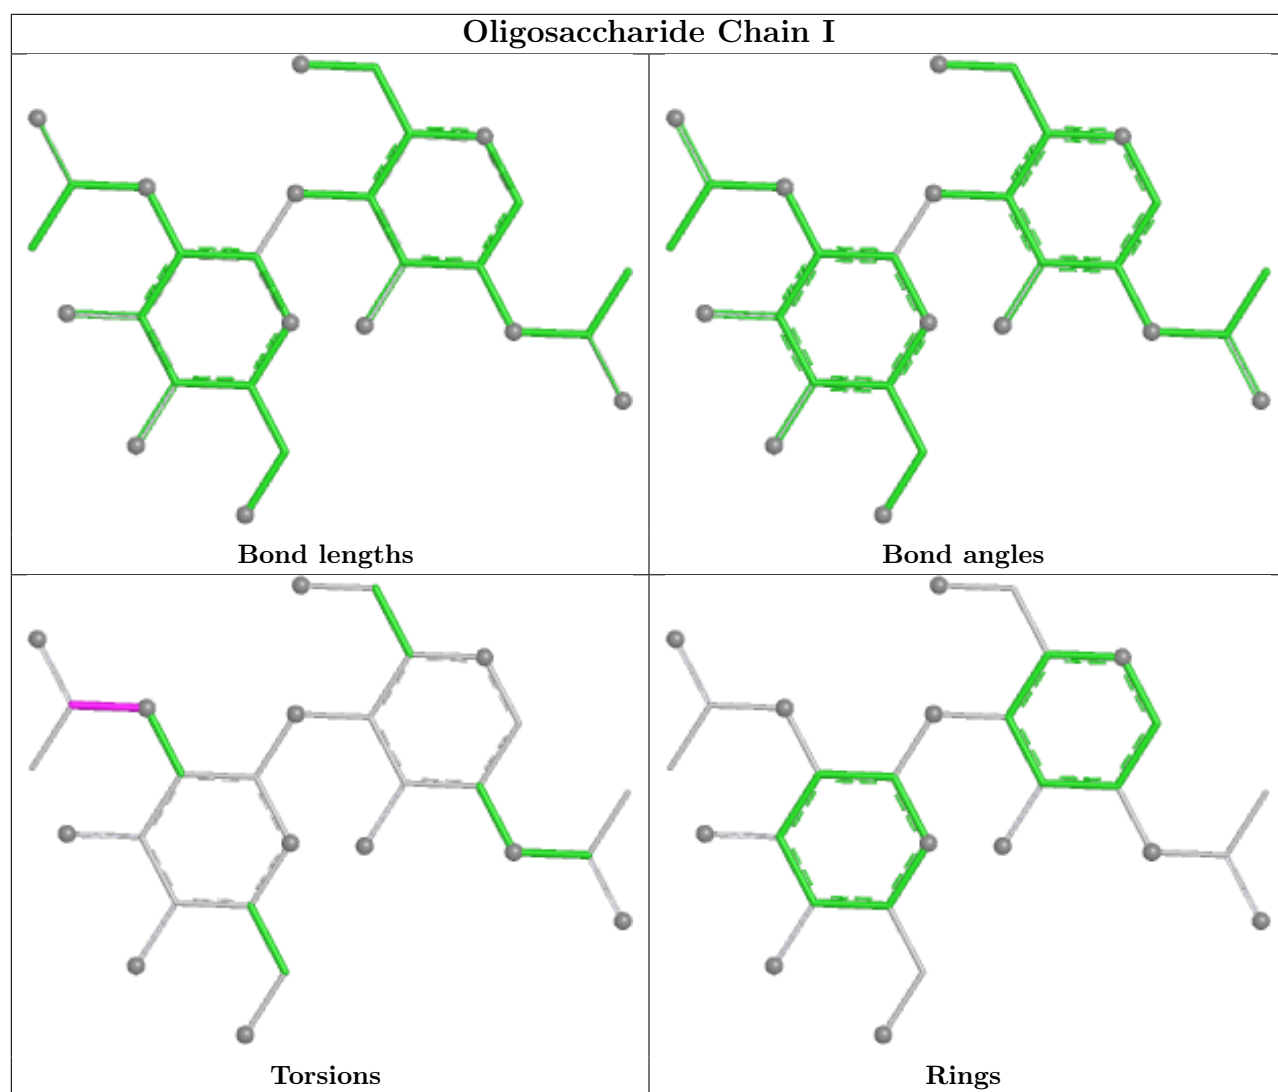 Oligosaccharide Chain I
Bond lengths
Bond angles
Torsions
Rings